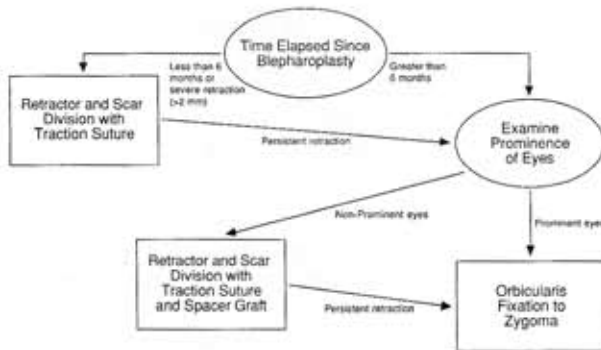 Time Elapsed Since
Blepharoplasty
Less than 6
months or
severe retraction
(>2 mm)
Greater than
6 months
Retractor and Scar
Division with
Traction Suture
Persistent retraction
Examine
Prominence
of Eyes
Non-Prominent eyes
Prominent eyes
Retractor and Scar
Division with
Traction Suture
and Spacer Graft
Persistent retraction
Orbicularis
Fixation to
Zygoma